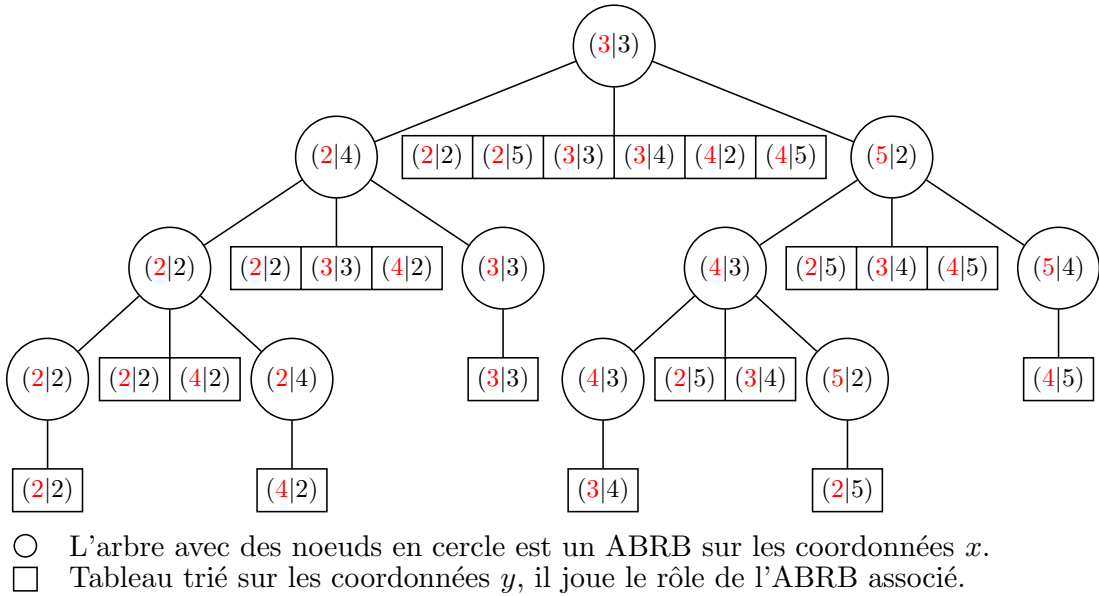 (3|3)
(2|4) (2|2) (2|5) (3|3) (3|4) (4|2) (4|5) (5|2)
(2|2) (2|2) (3|3) (4|2) (3|3) (4|3) (2|5) (3|4) (4|5) (5|4)
(2|2) (2|2) (4|2) (2|4) (3|3) (4|3) (2|5) (3|4) (5|2) (4|5)
(2|2) (4|2) (3|4) (2|5)
L'arbre avec des noeuds en cercle est un ABRB sur les coordonnées x.
Tableau trié sur les coordonnées y, il joue le rôle de l'ABRB associé.